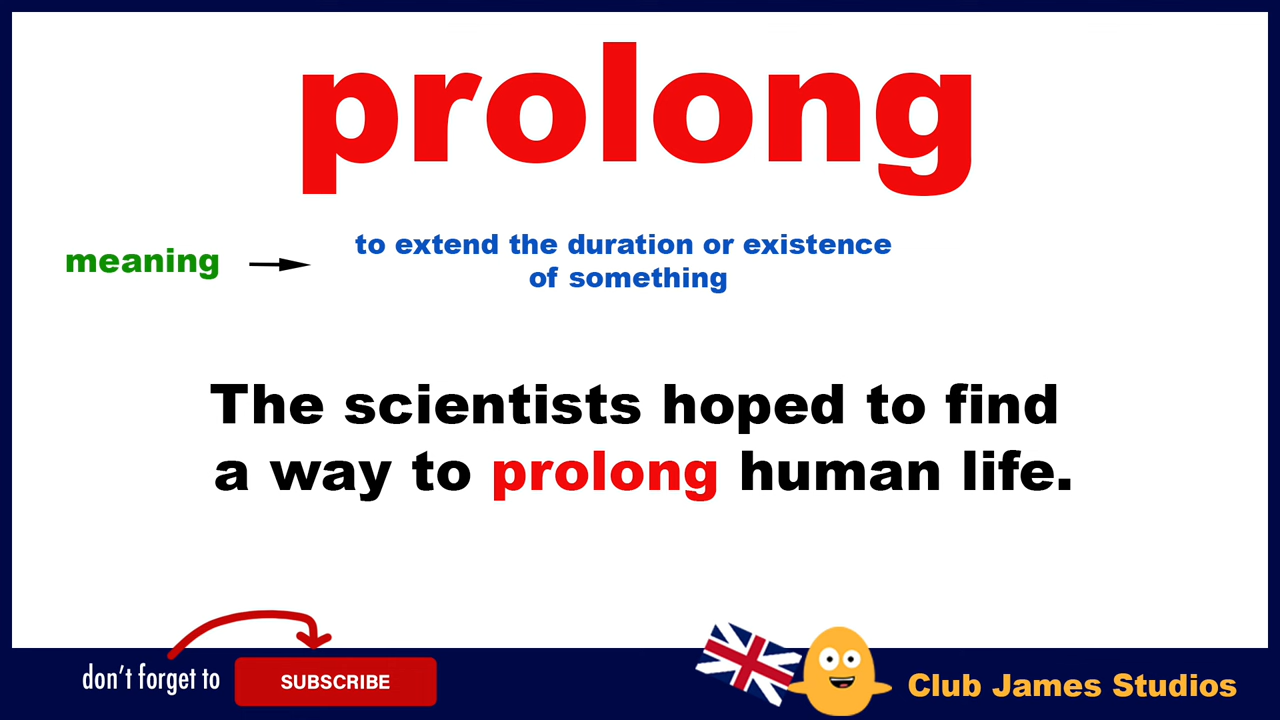 prolong
meaning
to extend the duration or existence
of something
The scientists hoped to find
a way to prolong human life.
don't forget to
SUBSCRIBE
Club James Studios